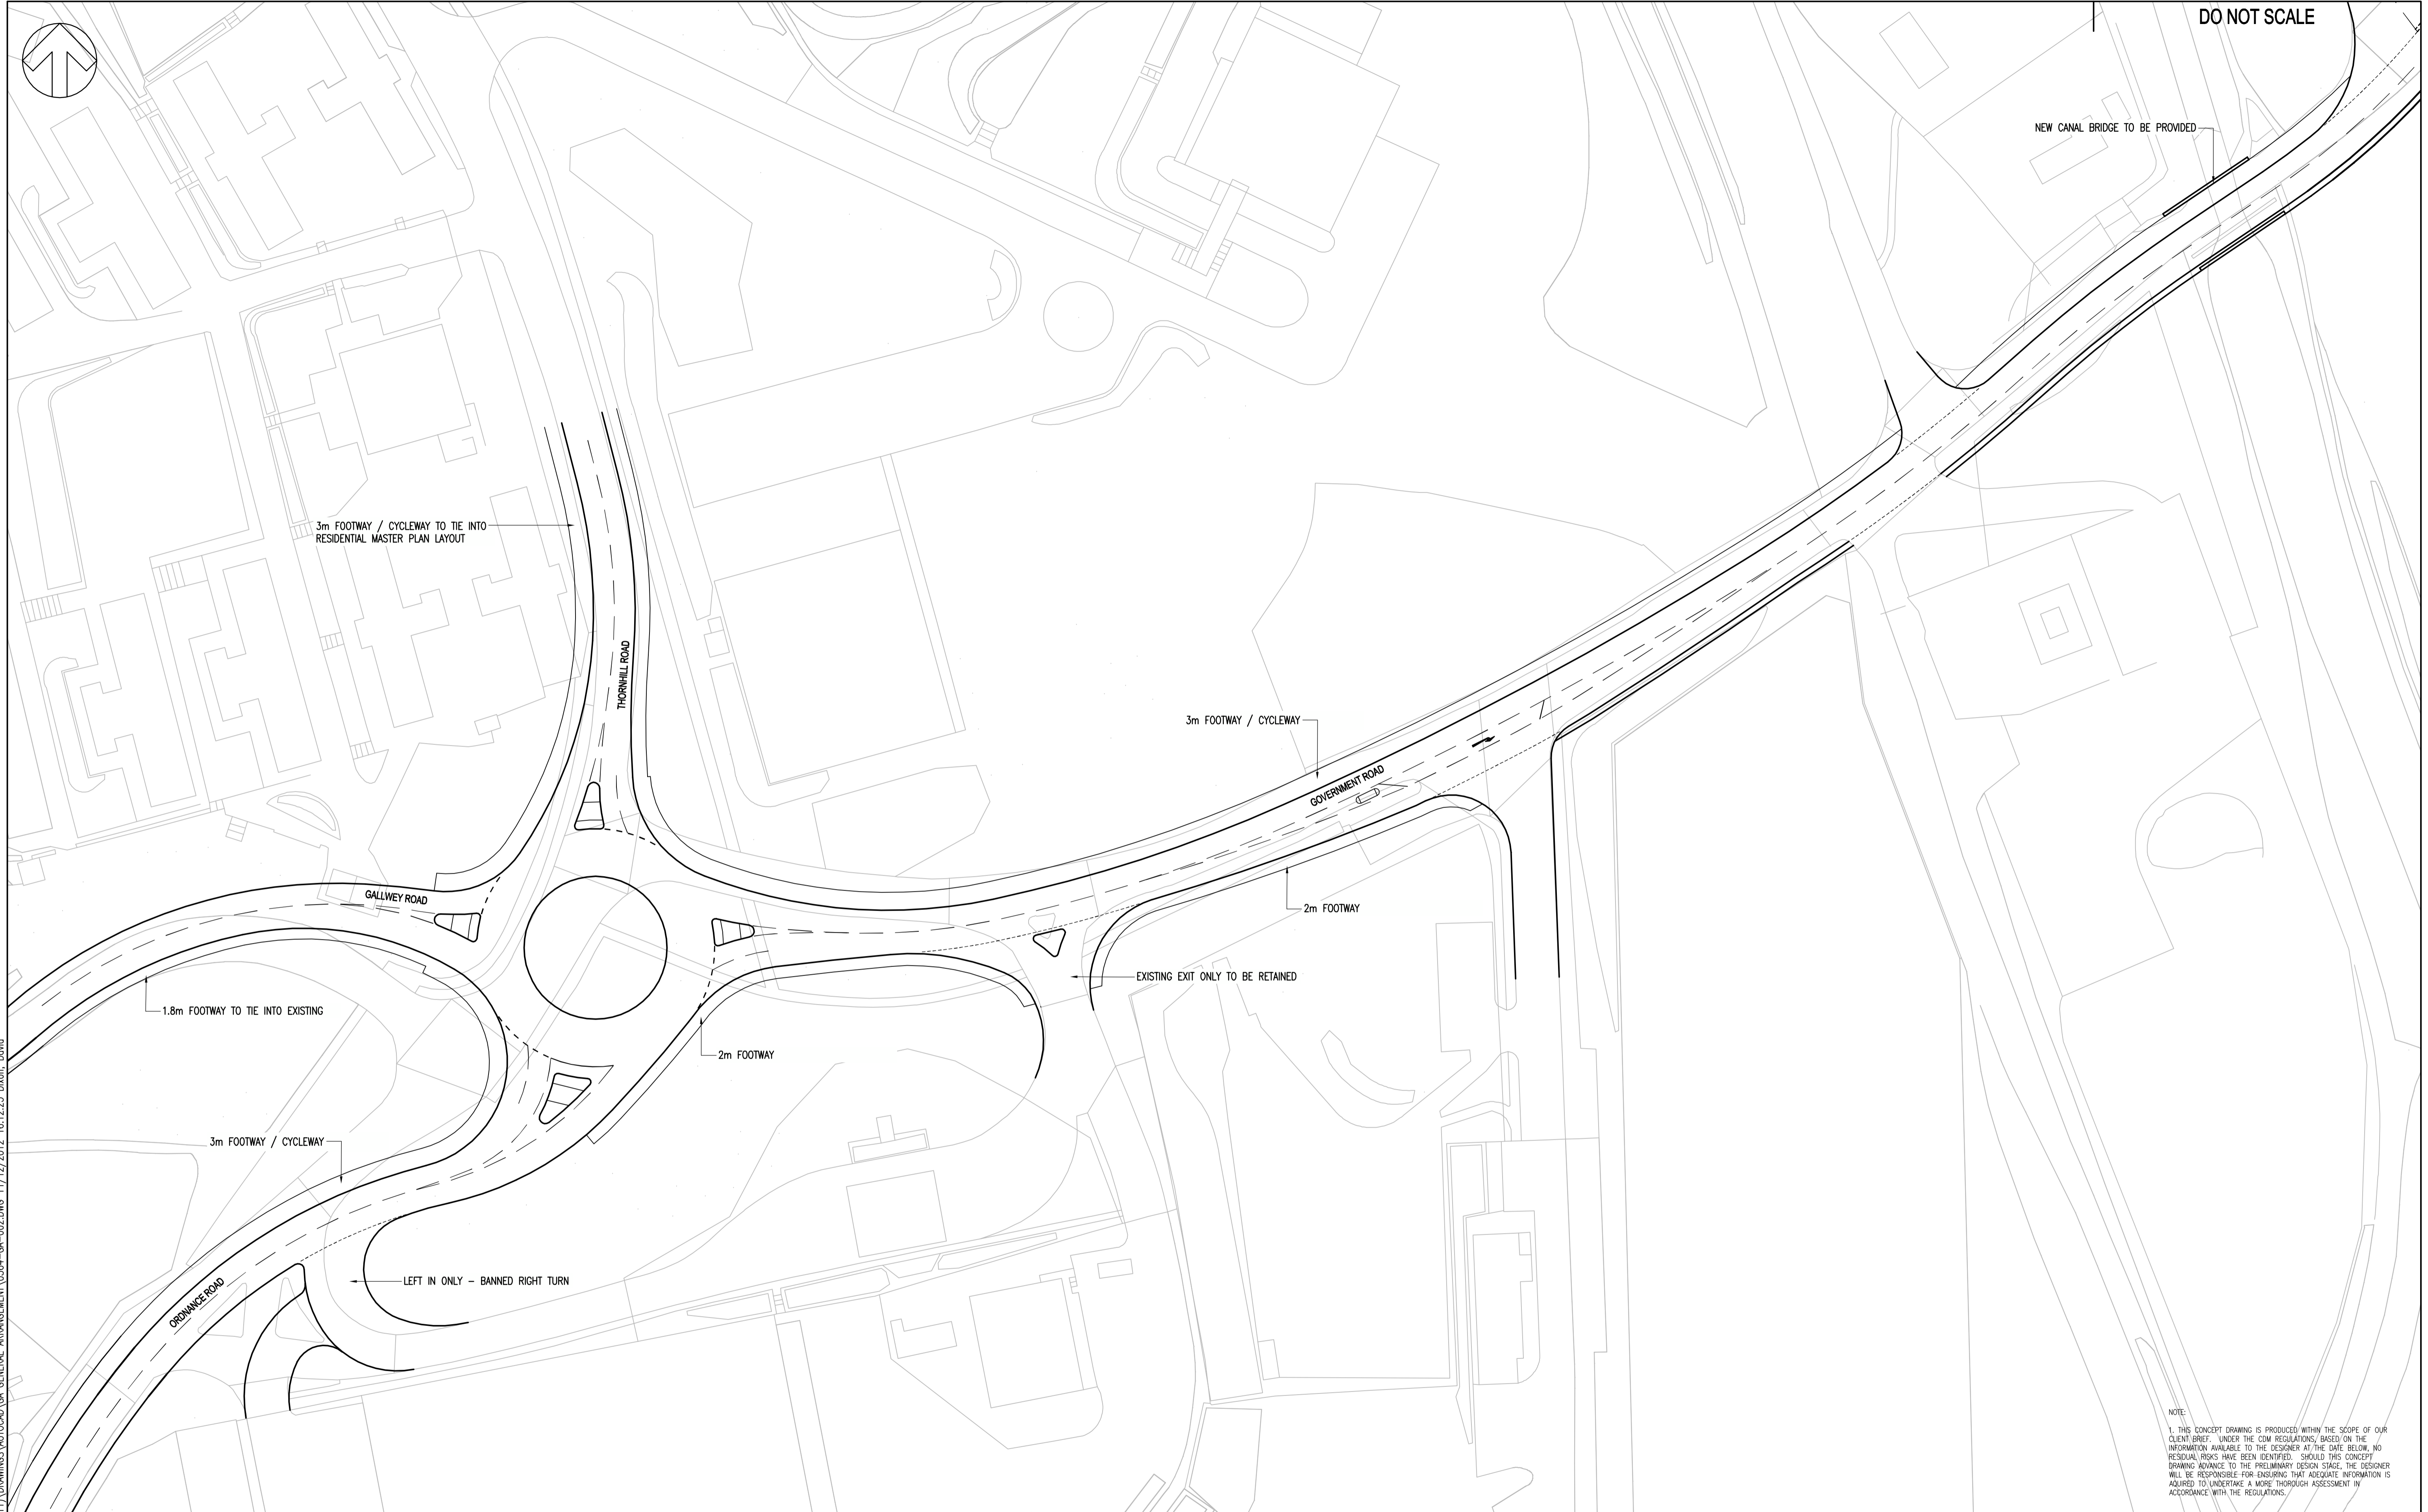 DO NOT SCALE
NEW CANAL BRIDGE TO BE PROVIDED
3m FOOTWAY / CYCLEWAY TO TIE INTO
RESIDENTIAL MASTER PLAN LAYOUT
THORNHILL ROAD
3m FOOTWAY / CYCLEWAY
GOVERNMENT ROAD
GALLWEY ROAD
2m FOOTWAY
EXISTING EXIT ONLY TO BE RETAINED
1.8m FOOTWAY TO TIE INTO EXISTING
2m FOOTWAY
3m FOOTWAY / CYCLEWAY
LEFT IN ONLY - BANNED RIGHT TURN
ORDNANCE ROAD
NOTE:
1. THIS CONCEPT DRAWING IS PRODUCED WITHIN THE SCOPE OF OUR
CLIENT BRIEF. UNDER THE CDM REGULATIONS, BASED ON THE
INFORMATION AVAILABLE TO THE DESIGNER AT THE DATE BELOW, NO
RESIDUAL RISKS HAVE BEEN IDENTIFIED. SHOULD THIS CONCEPT
DRAWING ADVANCE TO THE PRELIMINARY DESIGN STAGE, THE DESIGNER
WILL BE RESPONSIBLE FOR ENSURING THAT ADEQUATE INFORMATION IS
AQUIRED TO UNDERTAKE A MORE THOROUGH ASSESSMENT IN
ACCORDANCE WITH THE REGULATIONS.